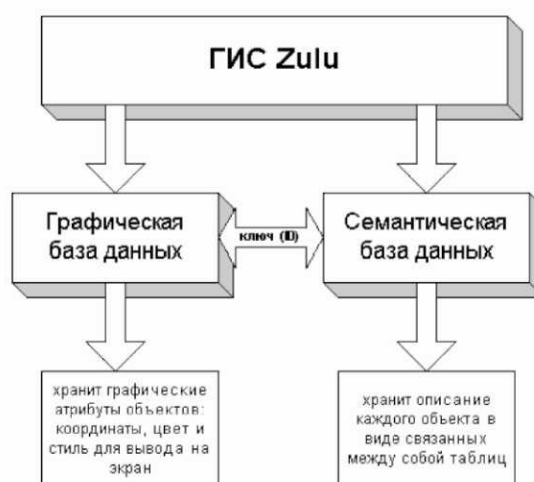 ГИС Zulu
Графическая
база данных
ключ (ID)
Семантическая
база данных
хранит графические
атрибуты объектов:
координаты, цвет и
стиль для вывода на
экран
хранит описание
каждого объекта в
виде связанных
между собой таблиц